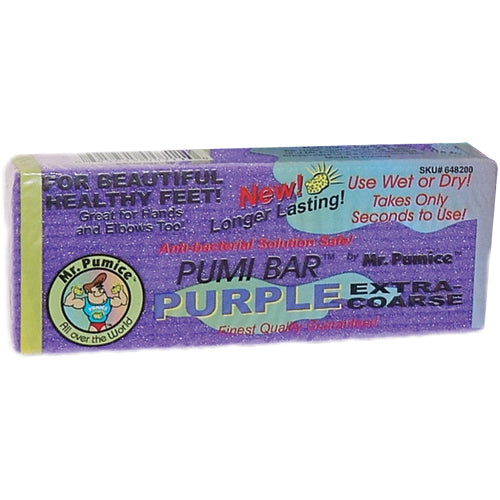 FOR BEAUTIFUL
HEALTHY FEET!
Great for Hands
and Elbows Too.
New!
Longer Lasting!
SKU# 648200
Use Wet or Dry!
Takes Only
Seconds to Use!
Anti-bacterial Solution Safe!
PUMI BAR™ by Mr. Pumice™
PURPLE EXTRA-
COARSE
Finest Quality Guaranteed!
Mr. Pumice™
All over the World